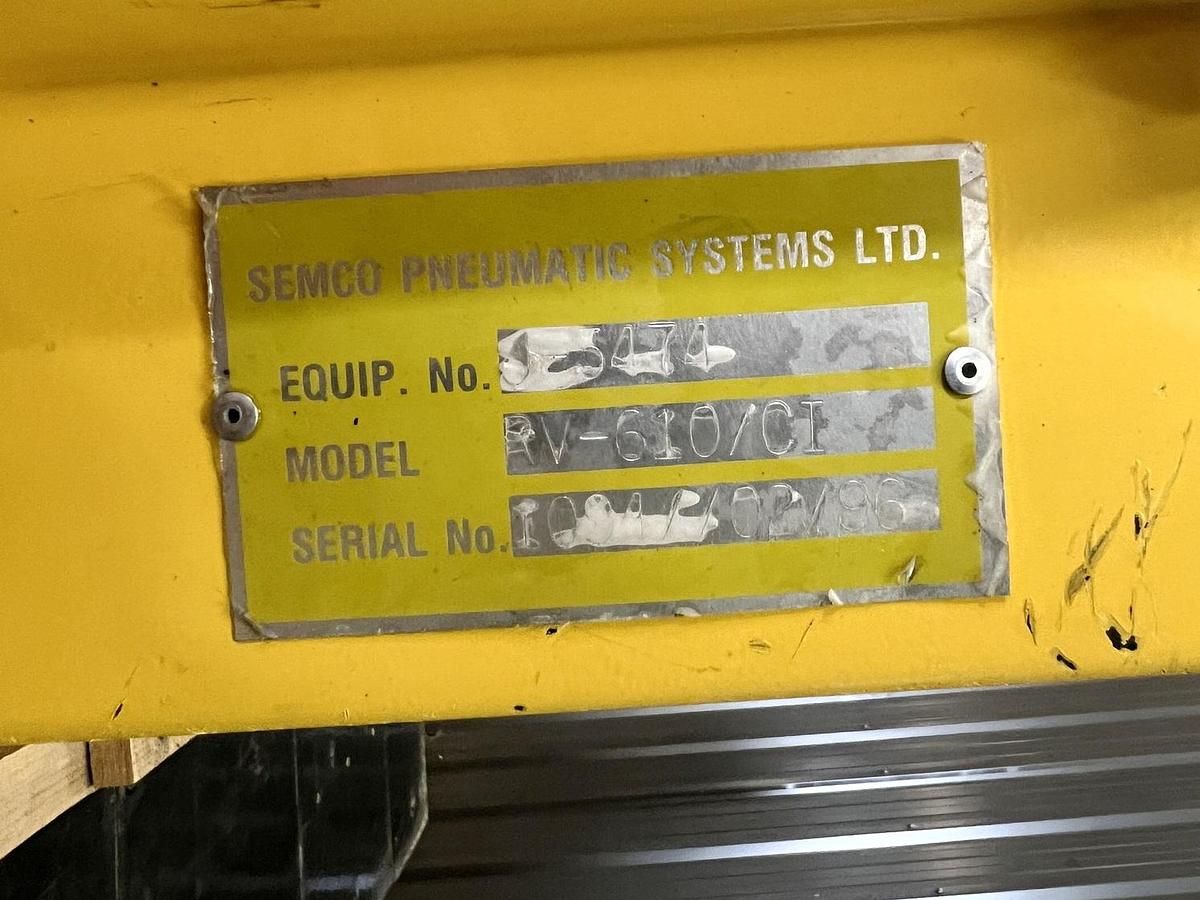 SEMCO PNEUMATIC SYSTEMS LTD.
EQUIP. No.
MODEL RV-610/CI
SERIAL No.